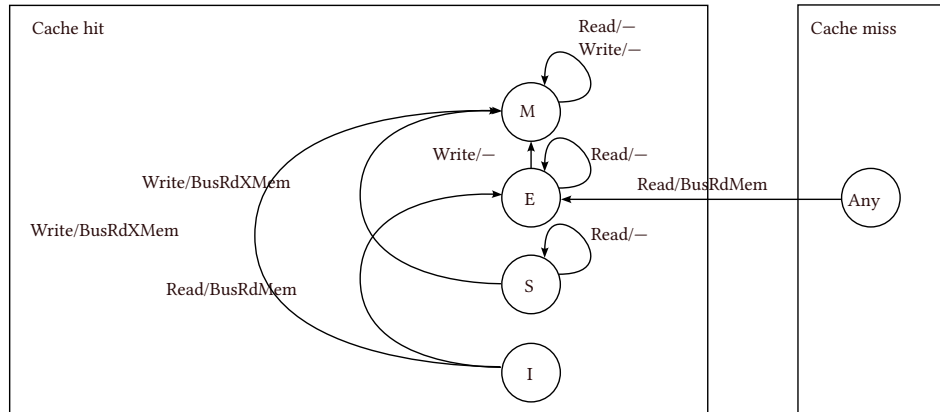 Cache hit
Read/—
Write/—
Cache miss
M
Write/—
Read/—
Write/BusRdXMem
Read/BusRdMem
E
Any
Write/BusRdXMem
Read/—
Read/BusRdMem
S
I